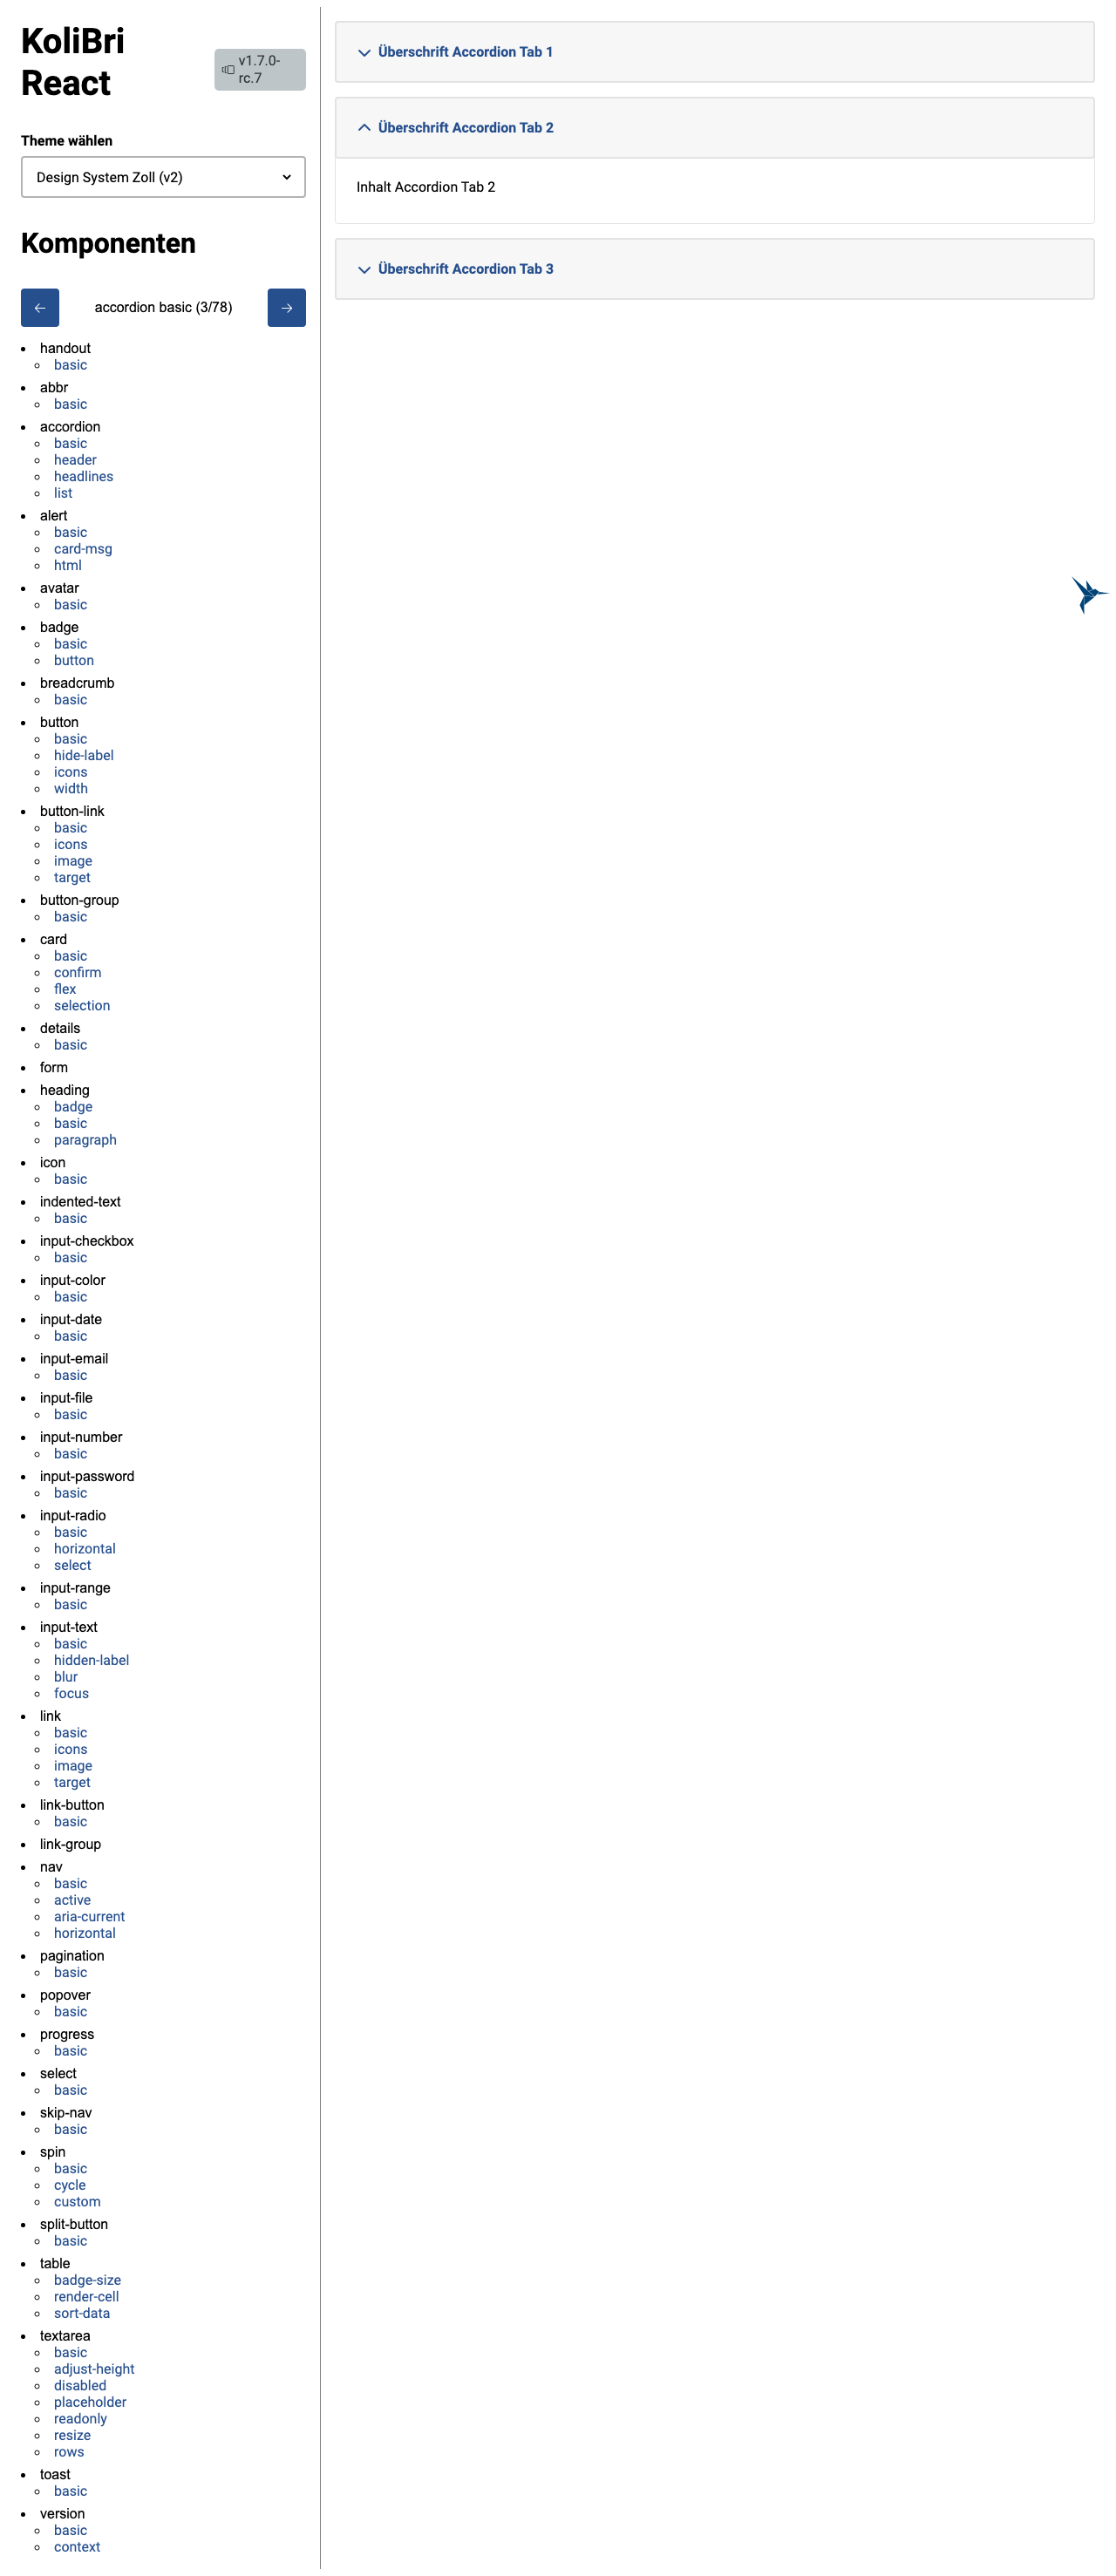 KoliBri
React
v1.7.0-
rc.7
Theme wählen
Design System Zoll (v2)
Komponenten
accordion basic (3/78)
handout
basic
abbr
basic
accordion
basic
header
headlines
list
alert
basic
card-msg
html
avatar
basic
badge
basic
button
breadcrumb
basic
button
basic
hide-label
icons
width
button-link
basic
icons
image
target
button-group
basic
card
basic
confirm
flex
selection
details
basic
form
heading
badge
basic
paragraph
icon
basic
indented-text
basic
input-checkbox
basic
input-color
basic
input-date
basic
input-email
basic
input-file
basic
input-number
basic
input-password
basic
input-radio
basic
horizontal
select
input-range
basic
input-text
basic
hidden-label
blur
focus
link
basic
icons
image
target
link-button
basic
link-group
nav
basic
active
aria-current
horizontal
pagination
basic
popover
basic
progress
basic
select
basic
skip-nav
basic
spin
basic
cycle
custom
split-button
basic
table
badge-size
render-cell
sort-data
textarea
basic
adjust-height
disabled
placeholder
readonly
resize
rows
toast
basic
version
basic
context
Überschrift Accordion Tab 1
Überschrift Accordion Tab 2
Inhalt Accordion Tab 2
Überschrift Accordion Tab 3